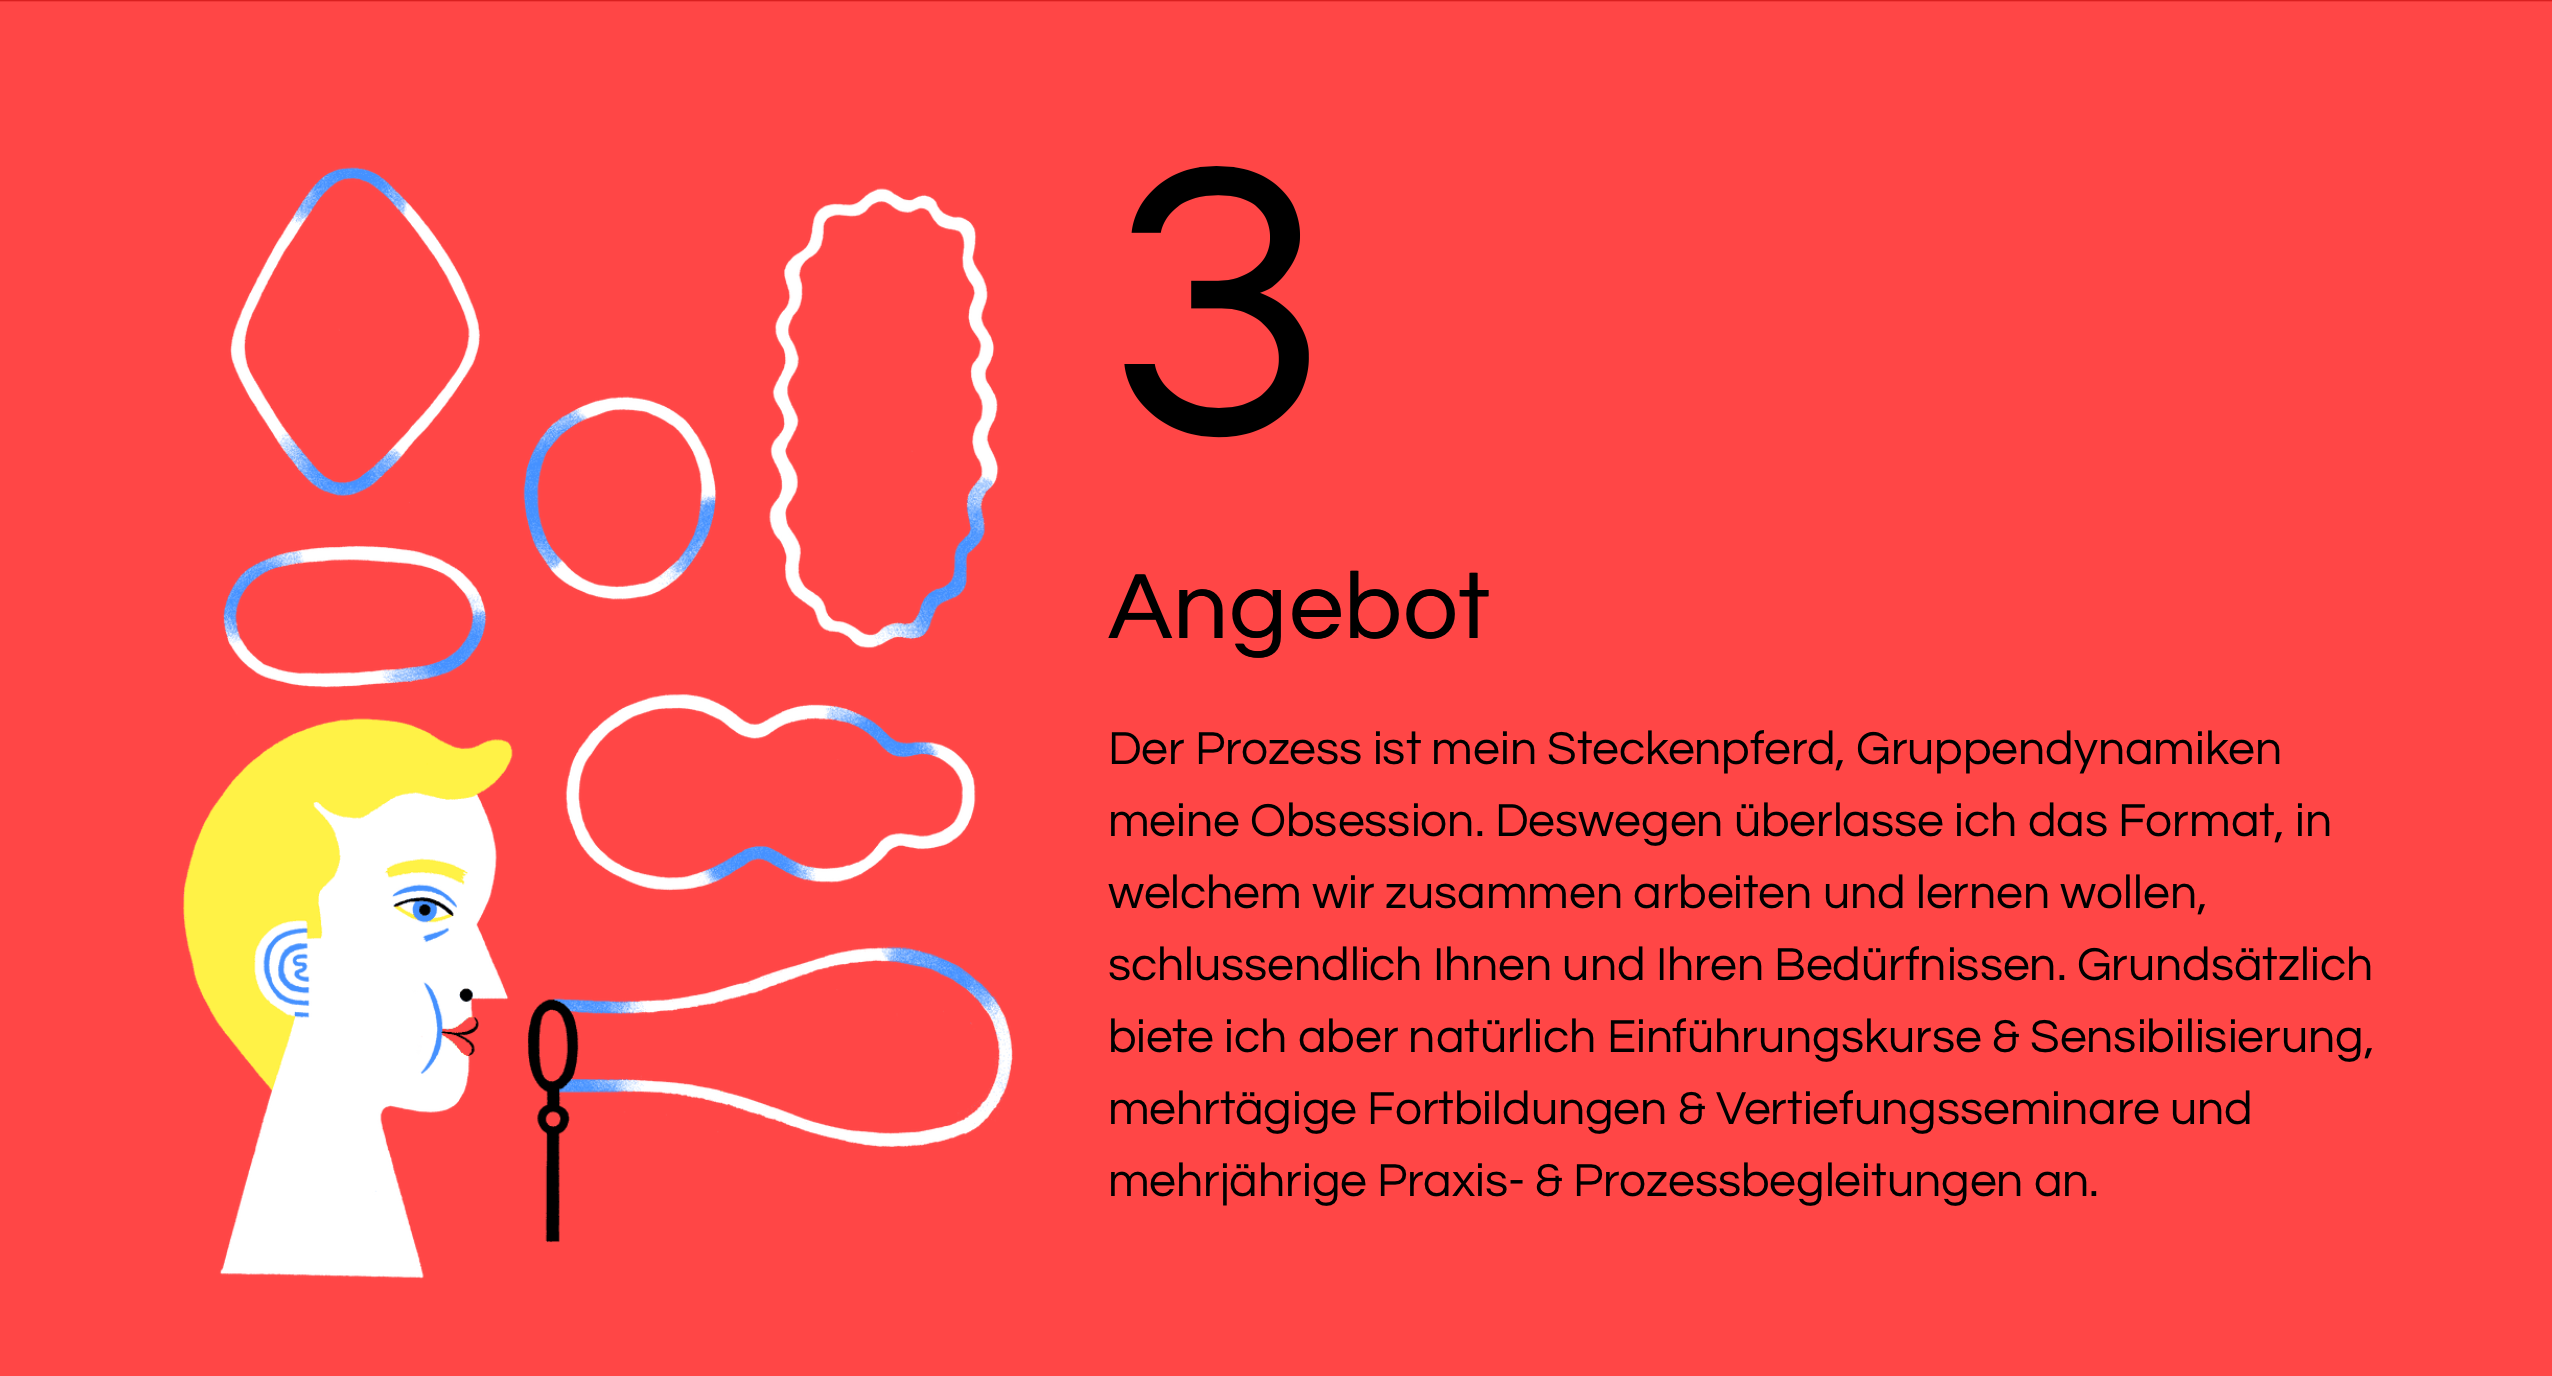 3
Angebot
Der Prozess ist mein Steckenpferd, Gruppendynamiken
meine Obsession. Deswegen überlasse ich das Format, in
welchem wir zusammen arbeiten und lernen wollen,
schlussendlich Ihnen und Ihren Bedürfnissen. Grundsätzlich
biete ich aber natürlich Einführungskurse & Sensibilisierung,
mehrtägige Fortbildungen & Vertiefungsseminare und
mehrjährige Praxis- & Prozessbegleitungen an.